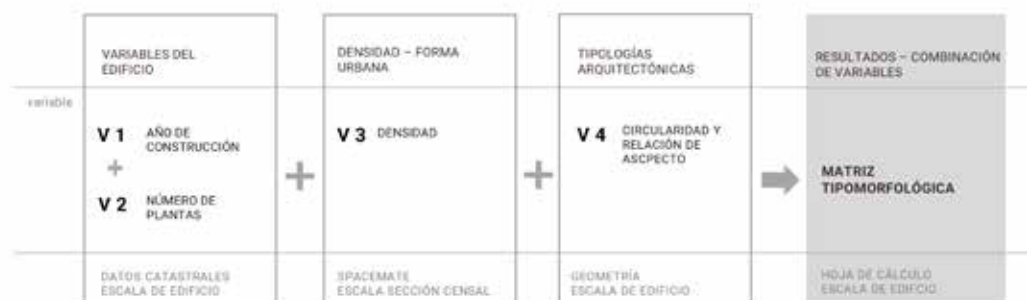 VARIABLES DEL
EDIFICIO
DENSIDAD – FORMA
URBANA
TIPOLOGÍAS
ARQUITECTÓNICAS
RESULTADOS – COMBINACIÓN
DE VARIABLES
variable
V 1 AÑO DE
CONSTRUCCIÓN
+
V 2 NÚMERO DE
PLANTAS
+
V 3 DENSIDAD
+
V 4 CIRCULARIDAD Y
RELACIÓN DE
ASCPECTO
MATRIZ
TIPOMORFOLÓGICA
DATOS CATASTRALES
ESCALA DE EDIFICIO
SPACEMATE
ESCALA SECCIÓN CENSAL
GEOMETRÍA
ESCALA DE EDIFCIO
HOJA DE CÁLCULO
ESCALA DE EDIFCIO